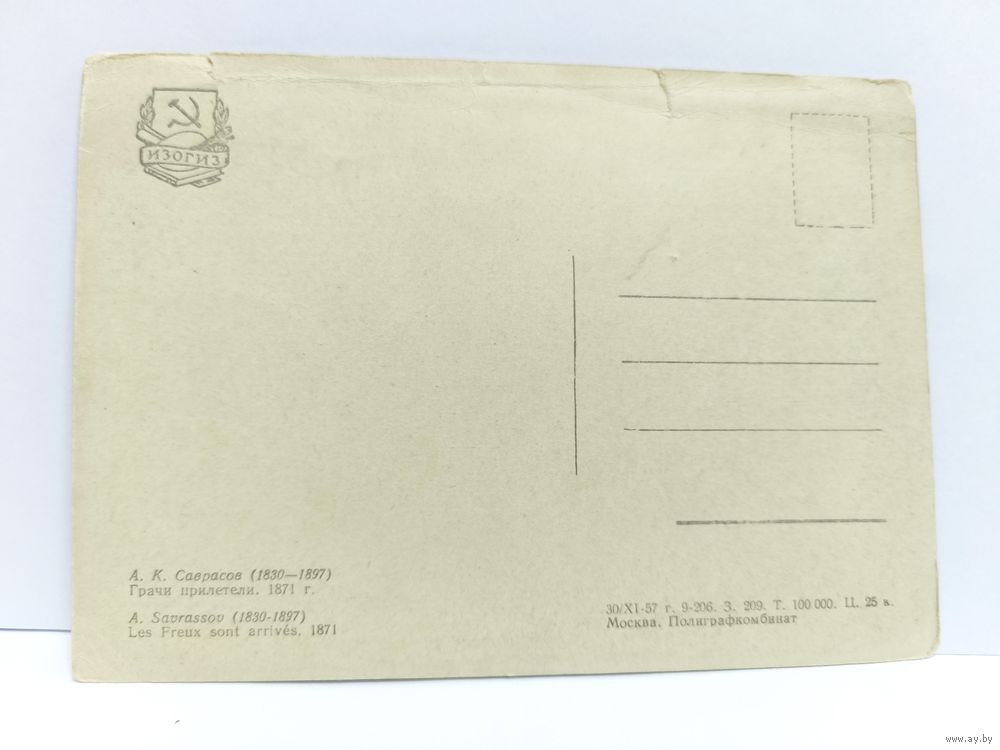 ИЗОГИЗ
А. К. Саврасов (1830—1897)
Грачи прилетели. 1871 г.
A. Savrassov (1830-1897)
Les Freux sont arrivés. 1871
30/XI-57 г. 9-206. З. 209. Т. 100 000. Ц. 25 к.
Москва. Полиграфкомбинат
www.ay.by